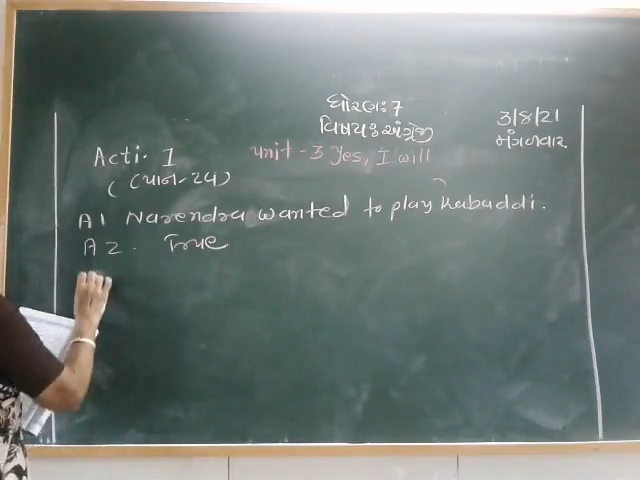 ધોરણ: 7
વિષય: અંગ્રેજી
3/8/21
મંગળવાર
unit - 3 Yes, I will
Acti. 1
(પાન-24)
A1 Narendra wanted to play Kabaddi.
A2. True